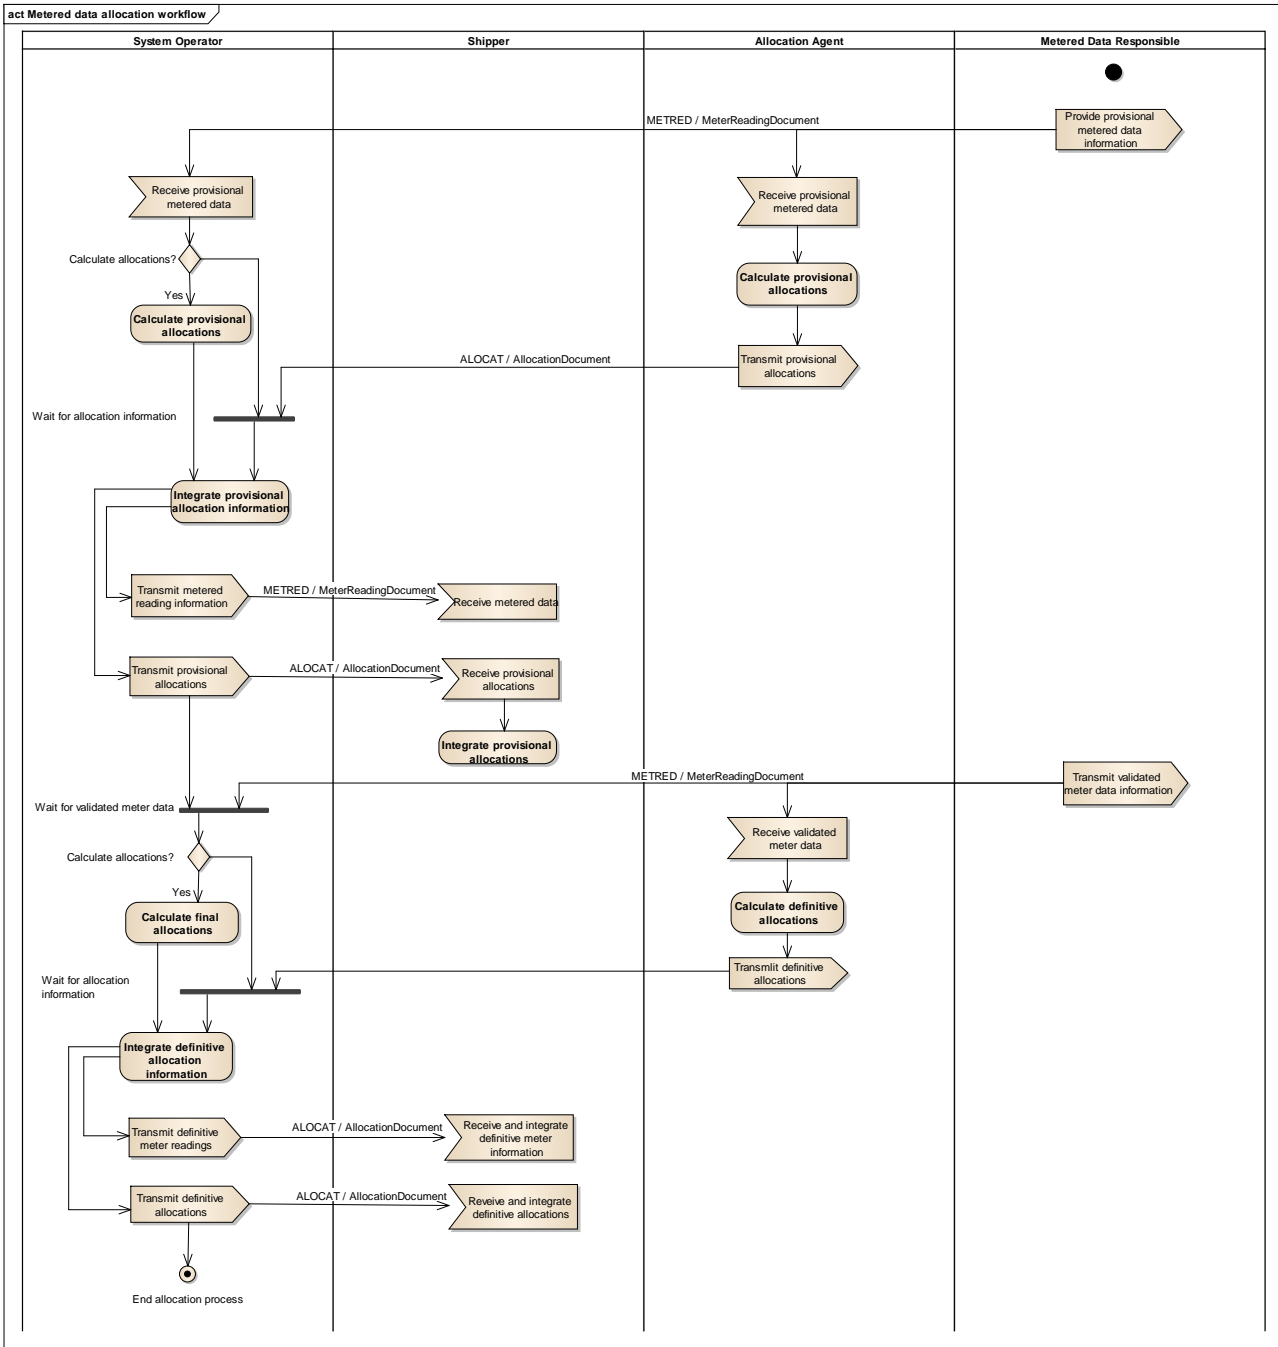 act Metered data allocation workflow
System Operator
Shipper
Allocation Agent
Metered Data Responsible
METRED / MeterReadingDocument
Provide provisional
metered data
information
Receive provisional
metered data
Receive provisional
metered data
Calculate allocations?
Yes
Calculate provisional
allocations
Calculate provisional
allocations
ALOCAT / AllocationDocument
Transmit provisional
allocations
Wait for allocation information
Integrate provisional
allocation information
Transmit metered
reading information
METRED / MeterReadingDocument
Receive metered data
Transmit provisional
allocations
ALOCAT / AllocationDocument
Receive provisional
allocations
Integrate provisional
allocations
METRED / MeterReadingDocument
Transmit validated
meter data information
Wait for validated meter data
Receive validated
meter data
Calculate allocations?
Yes
Calculate final
allocations
Calculate definitive
allocations
Transmlit definitive
allocations
Wait for allocation
information
Integrate definitive
allocation
information
Transmit definitive
meter readings
ALOCAT / AllocationDocument
Receive and integrate
definitive meter
information
Transmit definitive
allocations
ALOCAT / AllocationDocument
Reveive and integrate
definitive allocations
End allocation process